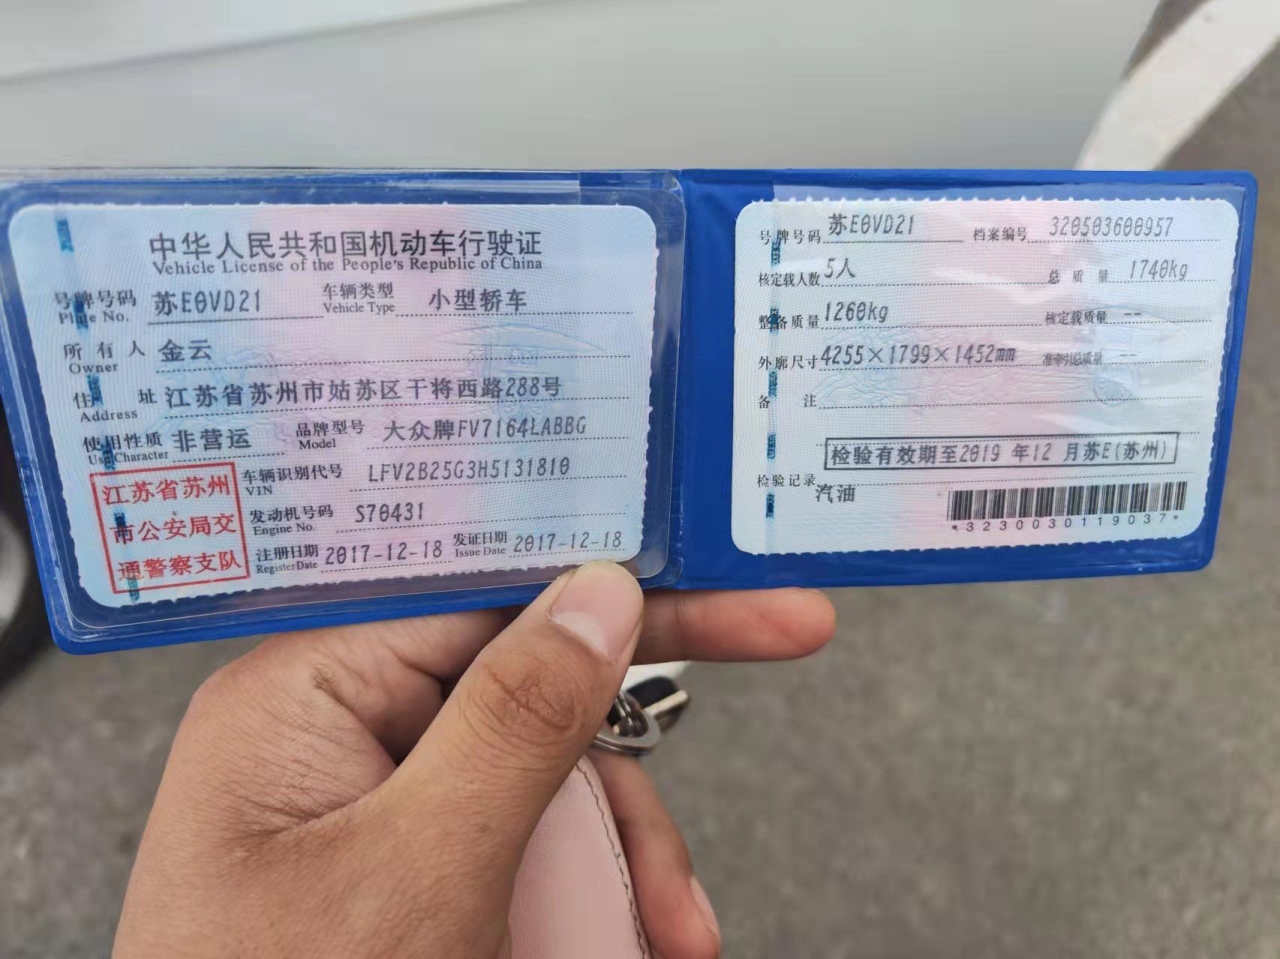 中华人民共和国机动车行驶证
Vehicle License of the People's Republic of China
号牌号码 苏E0VD21 车辆类型 小型轿车
Plate No. Vehicle Type
所有人 金云
Owner
住址 江苏省苏州市姑苏区干将西路288号
Address
使用性质 非营运 品牌型号 大众牌FV7164LABBG
Use Character Model
江苏省苏州
市公安局交
通警察支队
车辆识别代号 LFV2B25G3H5131810
VIN
发动机号码 S70431
Engine No.
注册日期 2017-12-18 发证日期 2017-12-18
Register Date Issue Date
号牌号码 苏E0VD21 档案编号 320503600957
核定载人数 5人 总质量 1740kg
整备质量 1260kg 核定载质量 --
外廓尺寸 4255×1799×1452mm 准牵引总质量 --
备注
检验有效期至2019年12月苏E(苏州)
检验记录
汽油
*3230030119037*